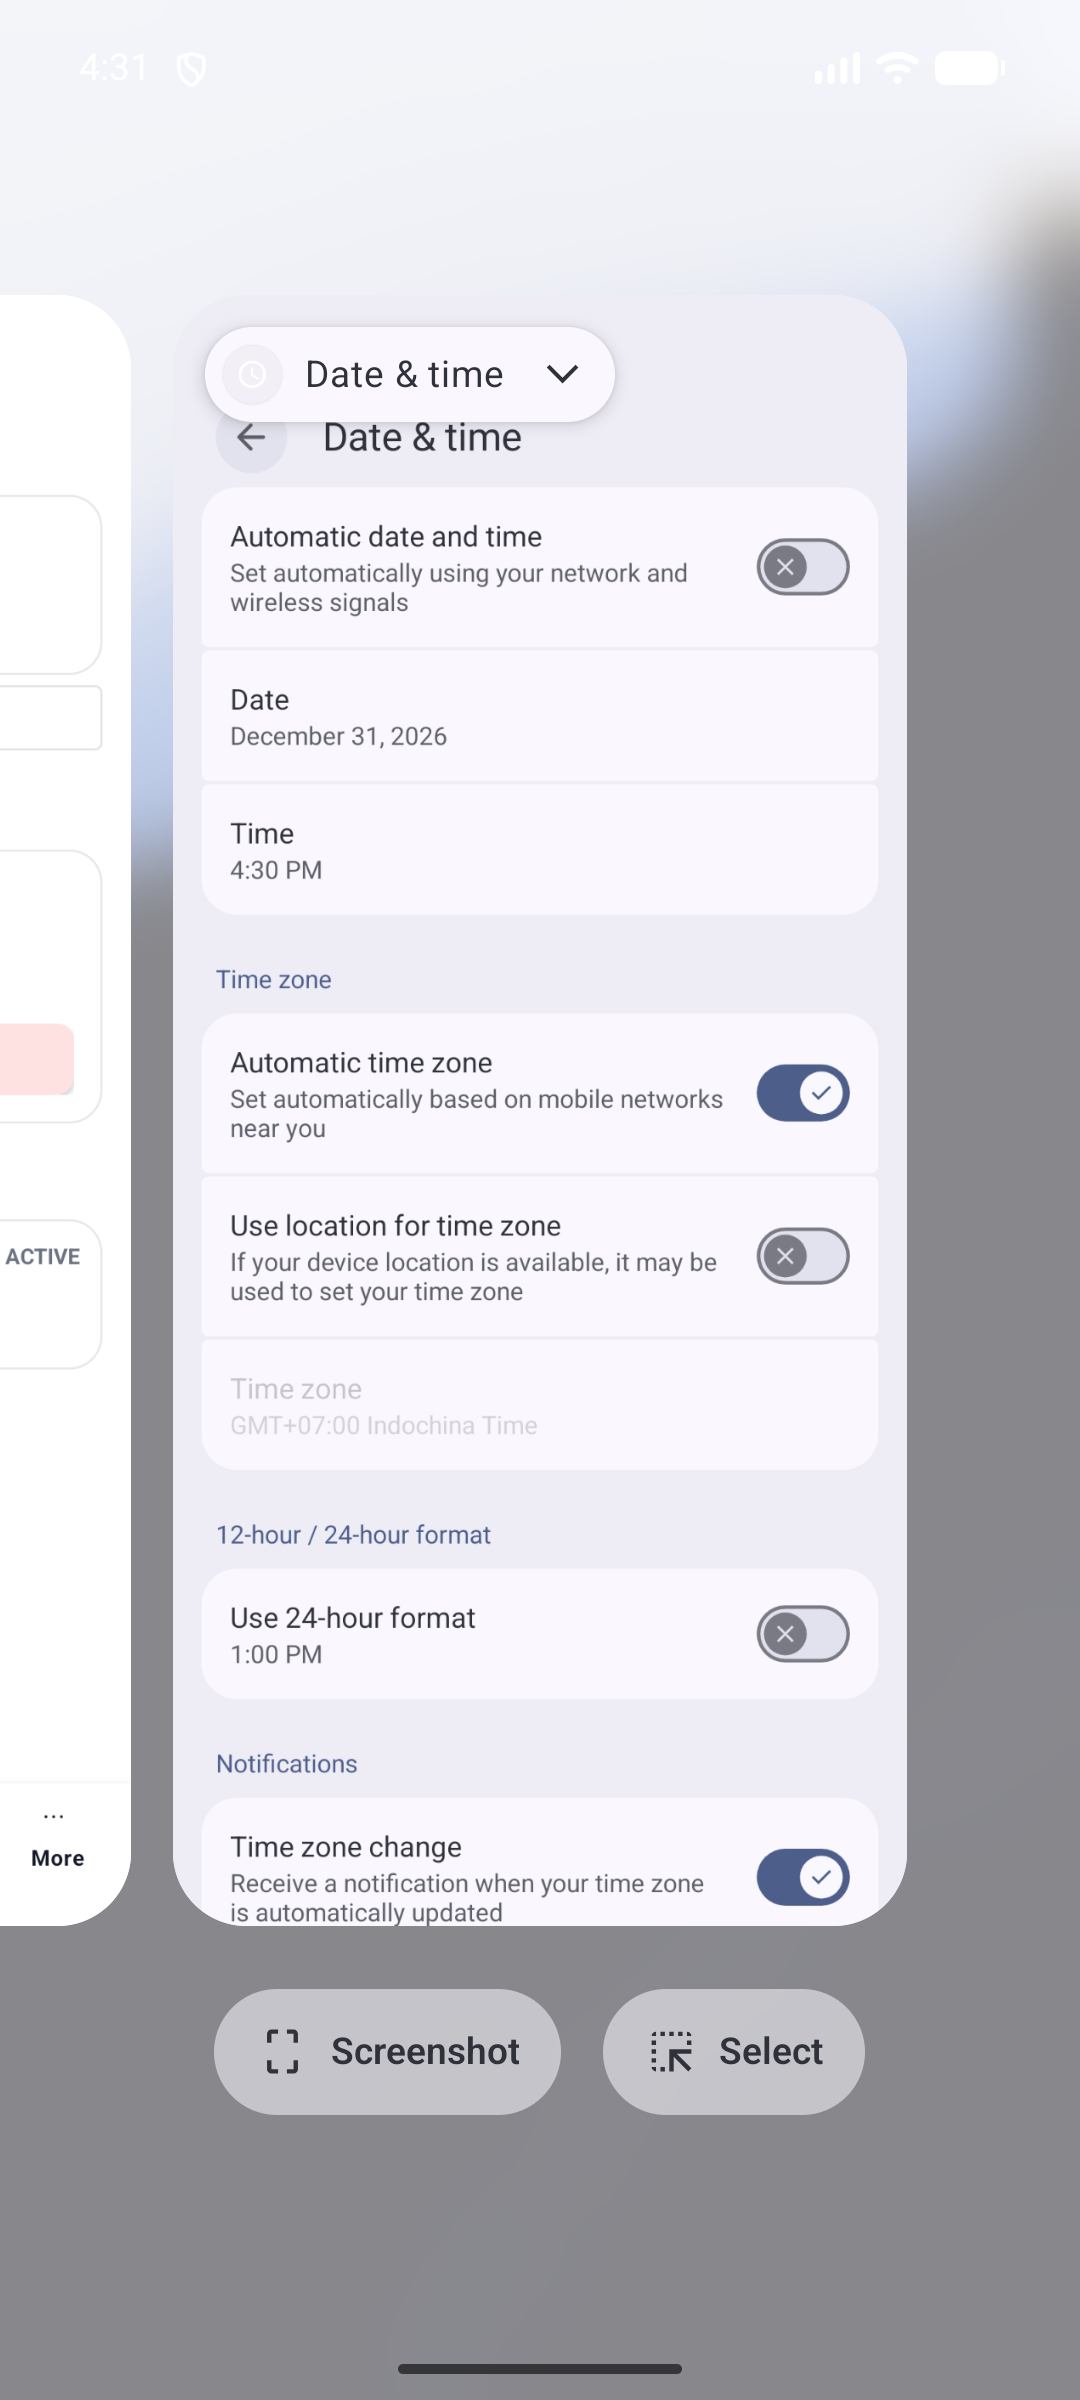 4:31
Date & time
Date & time
Automatic date and time
Set automatically using your network and
wireless signals
Date
December 31, 2026
Time
4:30 PM
Time zone
Automatic time zone
Set automatically based on mobile networks
near you
Use location for time zone
If your device location is available, it may be
used to set your time zone
ACTIVE
Time zone
GMT+07:00 Indochina Time
12-hour / 24-hour format
Use 24-hour format
1:00 PM
Notifications
Time zone change
Receive a notification when your time zone
is automatically updated
...
More
Screenshot
Select